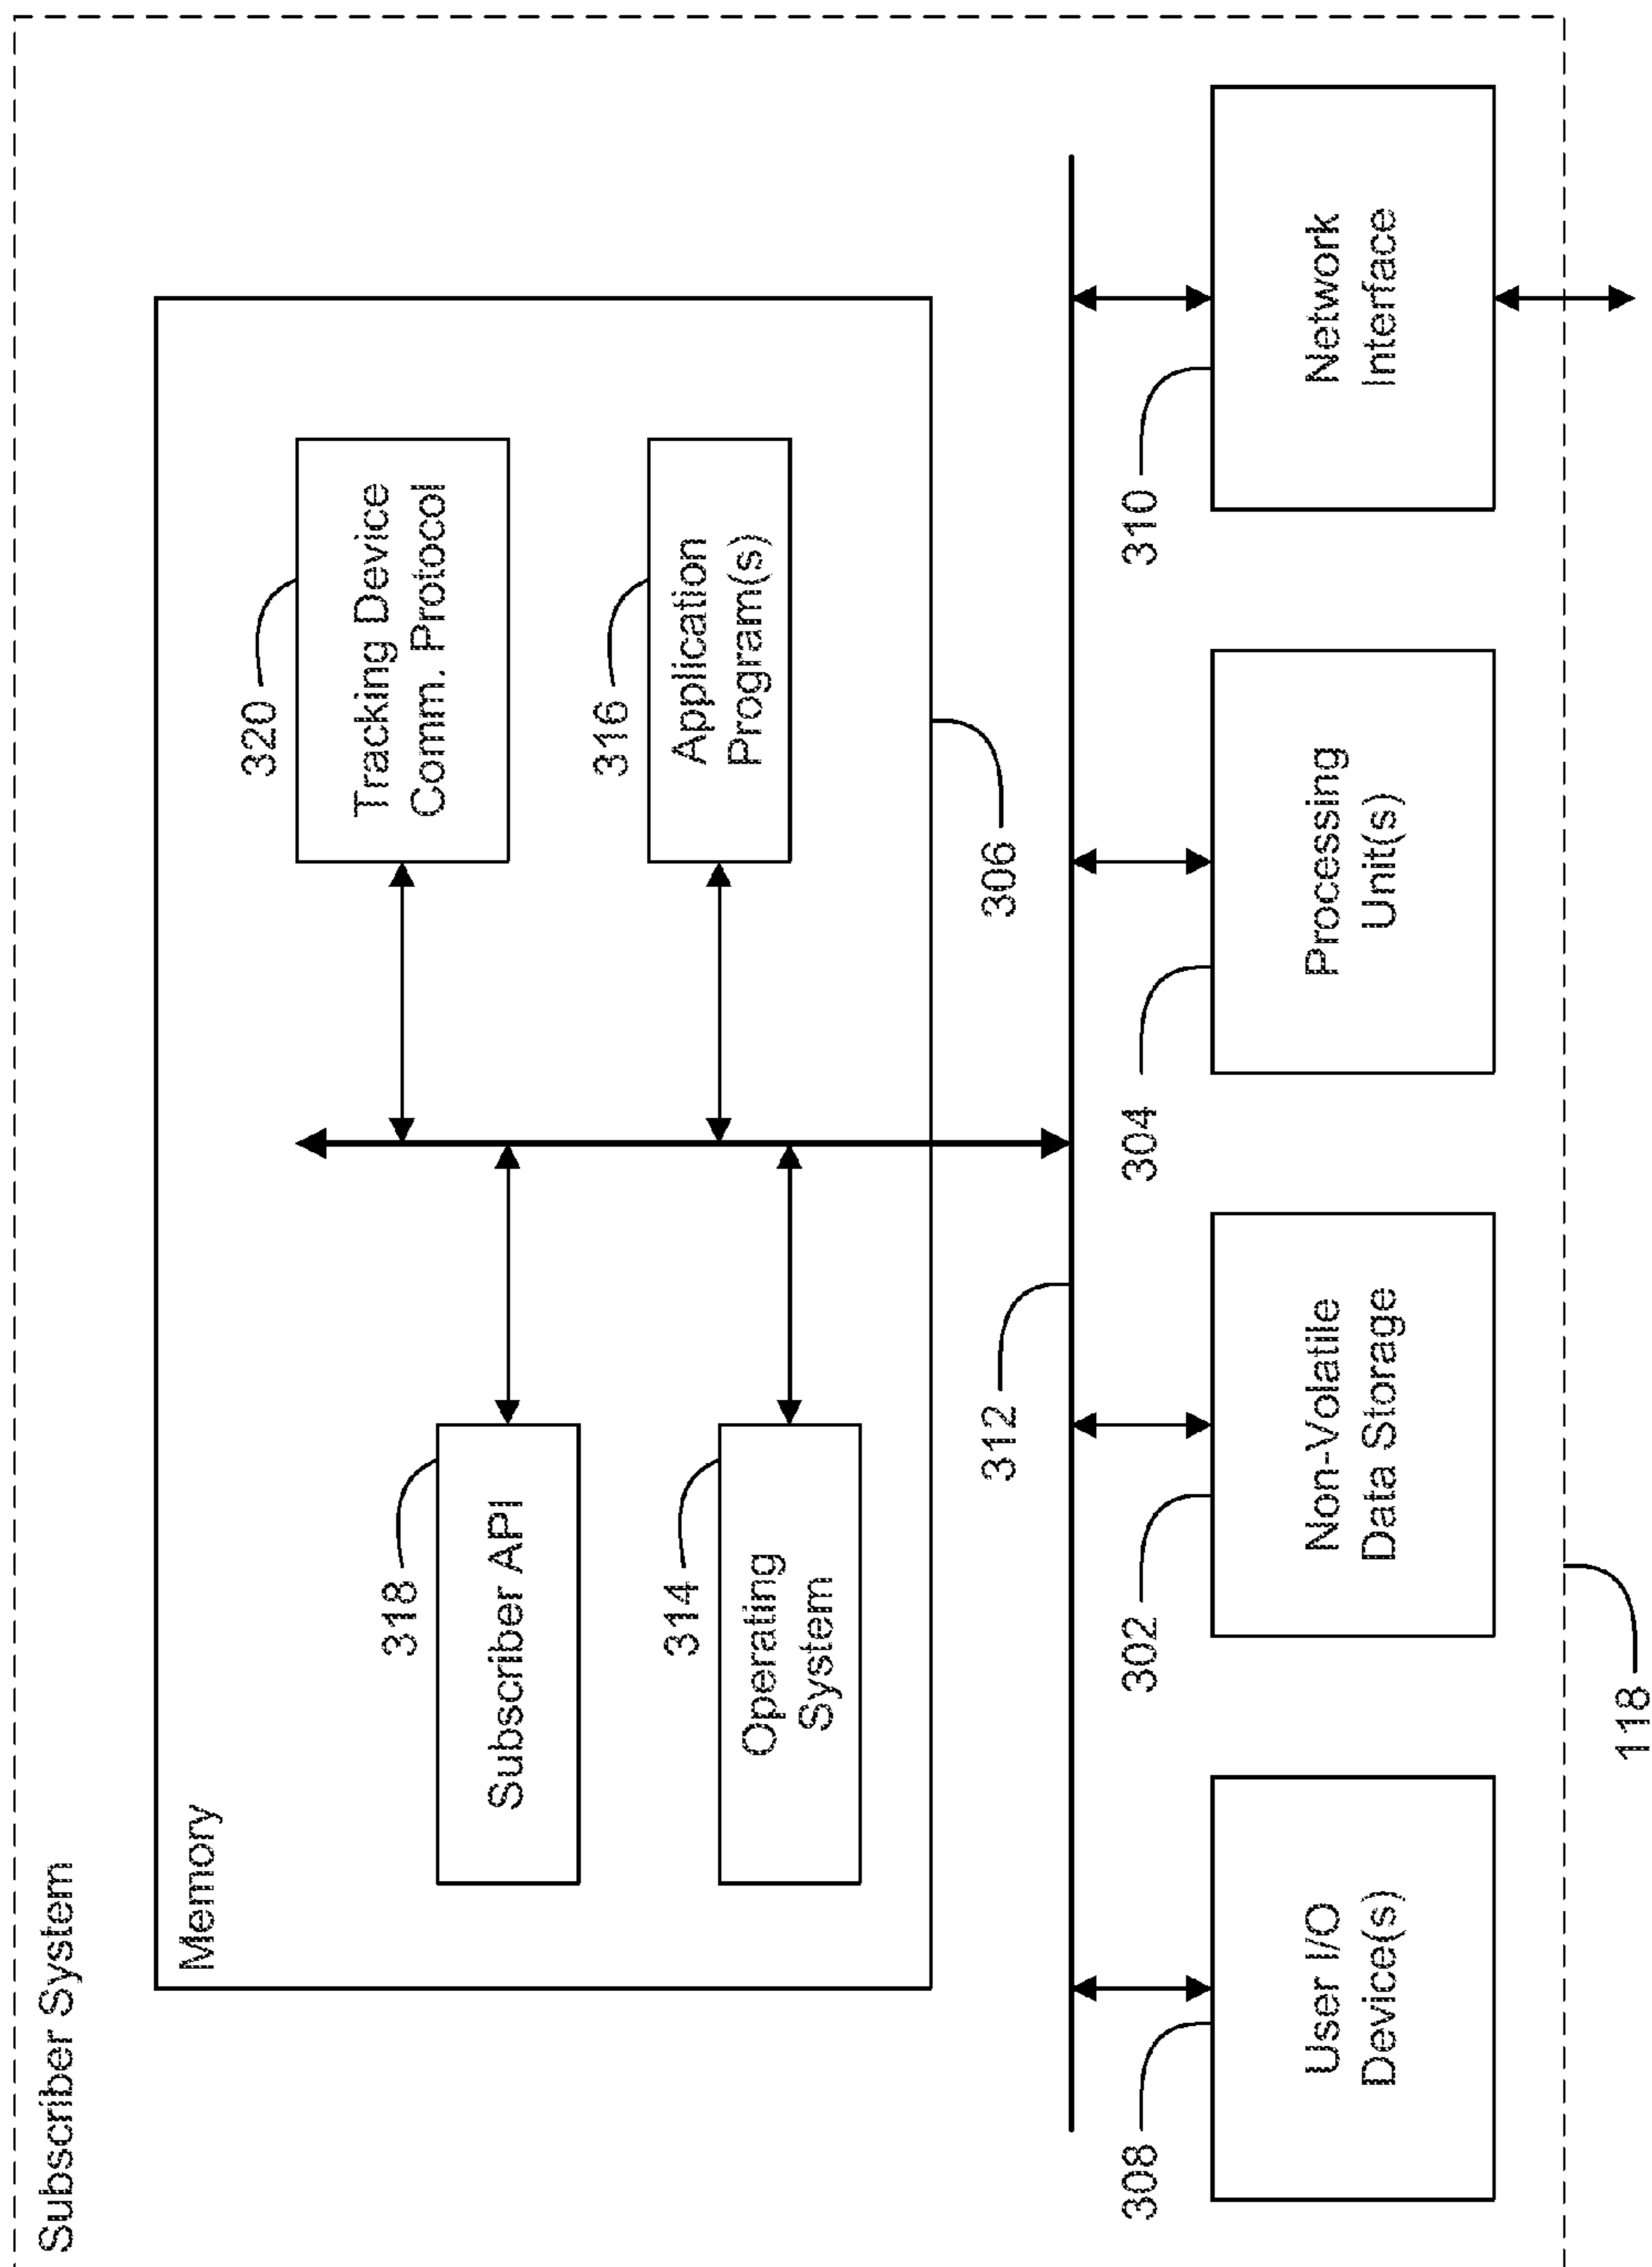 Subscriber System
Memory
318
Subscriber API
320
Tracking Device
Comm. Protocol
314
Operating
System
316
Application
Program(s)
312
306
308
User I/O
Device(s)
302
Non-Volatile
Data Storage
304
Processing
Unit(s)
310
Network
Interface
118